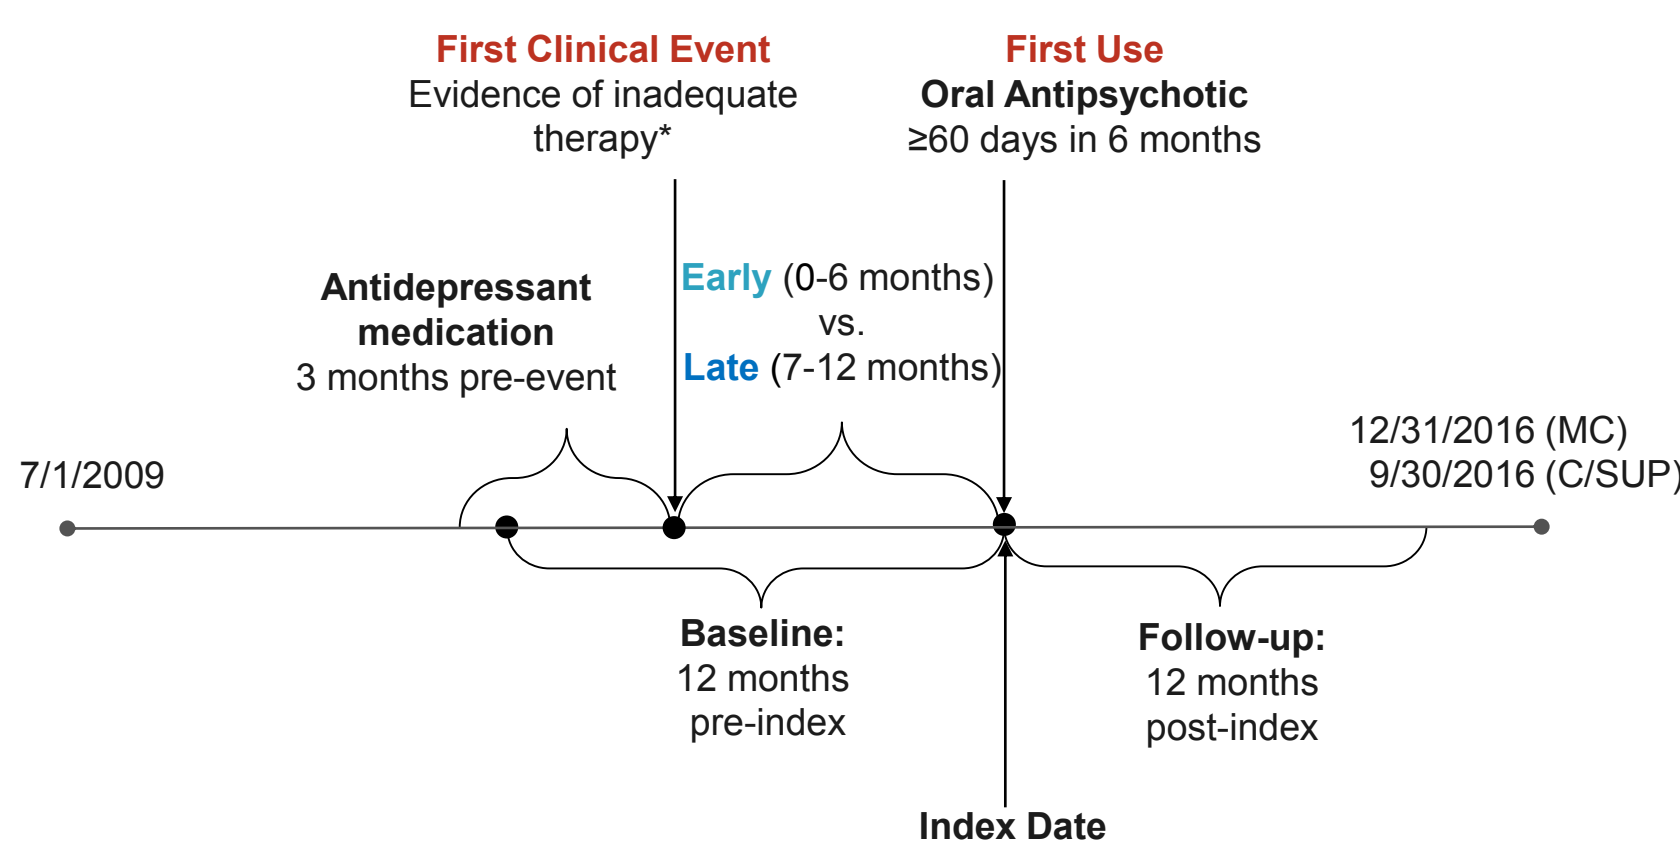 First Clinical Event
Evidence of inadequate
therapy*
First Use
Oral Antipsychotic
≥60 days in 6 months
Antidepressant
medication
3 months pre-event
Early (0-6 months)
vs.
Late (7-12 months)
7/1/2009
12/31/2016 (MC)
9/30/2016 (C/SUP)
Baseline:
12 months
pre-index
Follow-up:
12 months
post-index
Index Date